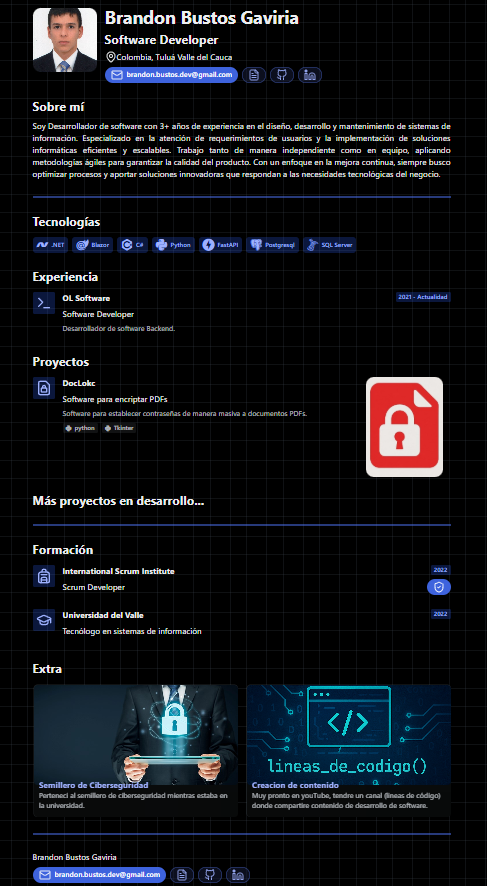 Brandon Bustos Gaviria
Software Developer
Colombia, Tuluá Valle del Cauca
brandon.bustos.dev@gmail.com
Sobre mí
Soy Desarrollador de software con 3+ años de experiencia en el diseño, desarrollo y mantenimiento de sistemas de
información. Especializado en la atención de requenimientos de usuarios y la implementación de soluciones
informáticas eficientes y escalables. Trabajo tanto de manera independiente como en equipo, aplicando
metodologías ágiles para garantizar la calidad del producto. Con un enfoque en la mejora continua, siempre busco
optimizar procesos y aportar soluciones innovadoras que respondan a las necesidades tecnológicas del negocio.
Tecnologías
.NET
Blazor
C#
Python
FastAPI
Postgresql
SQL Server
Experiencia
OL Software
2021 - Actualidad
Software Developer
Desarrollador de software Backend.
Proyectos
DocLokc
Software para encriptar PDFs
Software para establecer contraseñas de manera masiva a documentos PDFs.
python
Tkinter
Más proyectos en desarrollo...
Formación
International Scrum Institute
2022
Scrum Developer
Universidad del Valle
2022
Tecnólogo en sistemas de información
Extra
Semillero de Ciberseguridad
Pertenecí al semillero de ciberseguridad mientras estaba en
la universidad.
</>
lineas_de_codigo()
Creacion de contenido
Muy pronto en youTube, tendre un canal (lineas de código)
donde compartire contenido de desarrollo de software.
Brandon Bustos Gaviria
brandon.bustos.dev@gmail.com